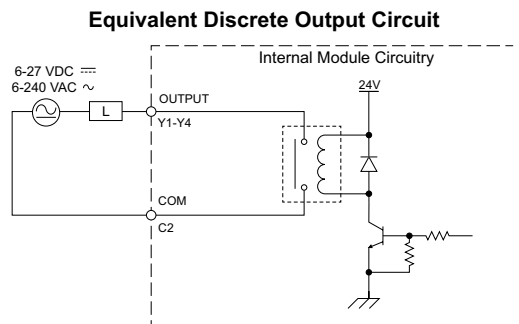 Equivalent Discrete Output Circuit
Internal Module Circuitry
6-27 VDC ⎓
6-240 VAC ∿
24V
L
OUTPUT
Y1-Y4
COM
C2